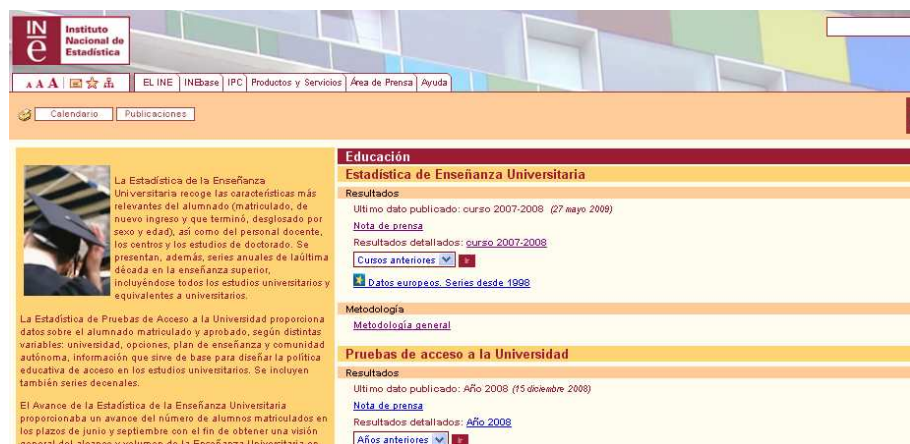 IN
e
Instituto
Nacional de
Estadística
A A A
EL INE
INEbase
IPC
Productos y Servicios
Área de Prensa
Ayuda
Calendario
Publicaciones
La Estadística de la Enseñanza
Universitaria recoge las características más
relevantes del alumnado (matriculado, de
nuevo ingreso y que terminó, desglosado por
sexo y edad), así como del personal docente,
los centros y los estudios de doctorado. Se
presentan, además, series anuales de laúltima
década en la enseñanza superior,
incluyéndose todos los estudios universitarios y
equivalentes a universitarios.
La Estadística de Pruebas de Acceso a la Universidad proporciona
datos sobre el alumnado matriculado y aprobado, según distintas
variables: universidad, opciones, plan de enseñanza y comunidad
autónoma, información que sirve de base para diseñar la política
educativa de acceso en los estudios universitarios. Se incluyen
también series decenales.
El Avance de la Estadística de la Enseñanza Universitaria
proporcionaba un avance del número de alumnos matriculados en
los plazos de junio y septiembre con el fin de obtener una visión
general del alcance y volumen de la Enseñanza Universitaria en
Educación
Estadística de Enseñanza Universitaria
Resultados
Ultimo dato publicado: curso 2007-2008 (27 mayo 2009)
Nota de prensa
Resultados detallados: curso 2007-2008
Cursos anteriores
Datos europeos. Series desde 1998
Metodología
Metodología general
Pruebas de acceso a la Universidad
Resultados
Ultimo dato publicado: Año 2008 (15 diciembre 2008)
Nota de prensa
Resultados detallados: Año 2008
Años anteriores